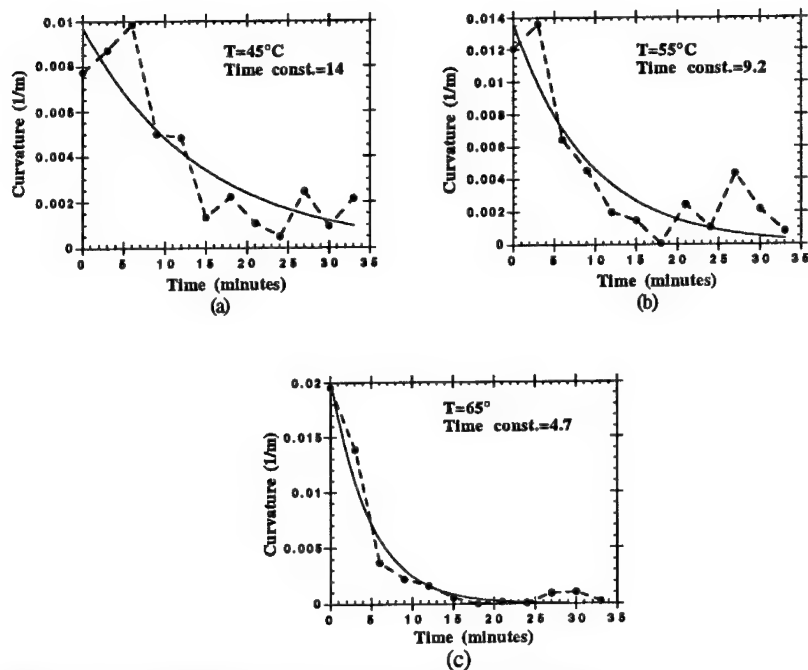 T=45°C
Time const.=14
Curvature (1/m)
0.01
0.008
0.006
0.004
0.002
0
0 5 10 15 20 25 30 35
Time (minutes)
(a)
T=55°C
Time const.=9.2
Curvature (1/m)
0.014
0.012
0.01
0.008
0.006
0.004
0.002
0
0 5 10 15 20 25 30 35
Time (minutes)
(b)
T=65°
Time const.=4.7
Curvature (1/m)
0.02
0.015
0.01
0.005
0
0 5 10 15 20 25 30 35
Time (minutes)
(c)